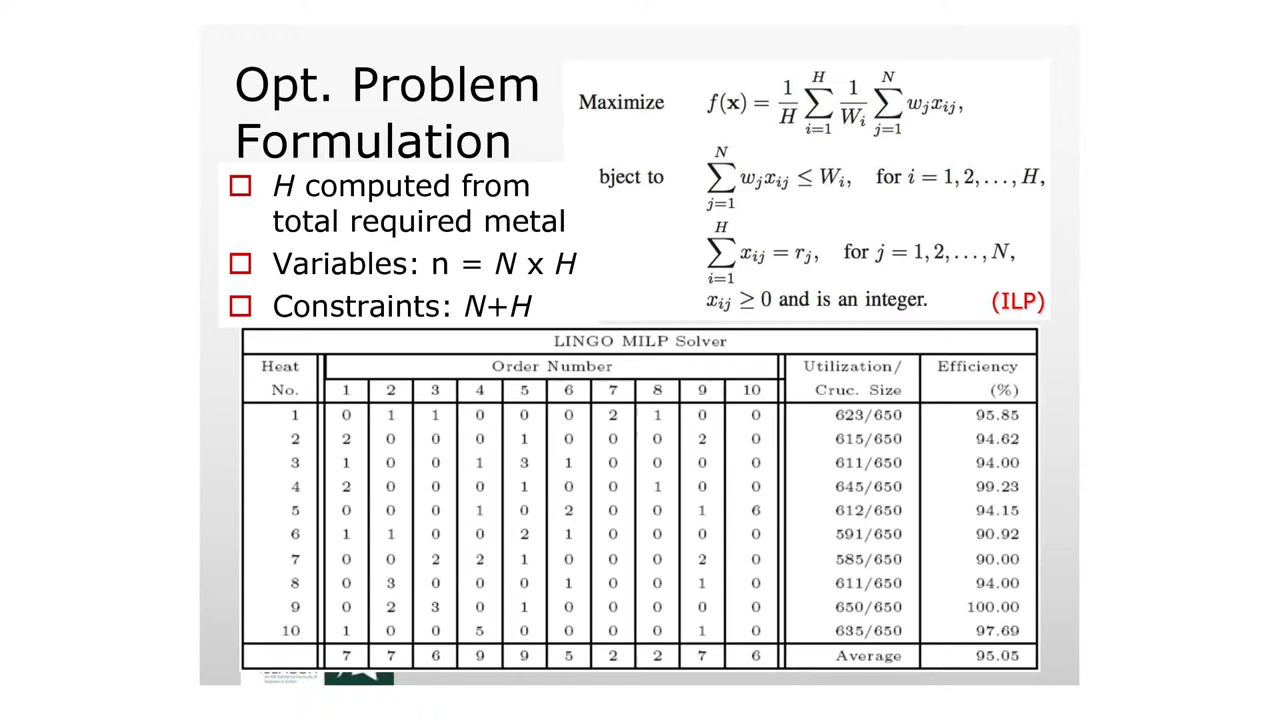 Opt. Problem
Formulation
H computed from
total required metal
Variables: n = N x H
Constraints: N+H
Maximize f(x) = 1/H ∑_{i=1}^{H} 1/W_i ∑_{j=1}^{N} w_j x_ij,
bject to ∑_{j=1}^{N} w_j x_ij ≤ W_i, for i = 1, 2, . . . , H,
∑_{i=1}^{H} x_ij = r_j, for j = 1, 2, . . . , N,
x_ij ≥ 0 and is an integer. (ILP)
LINGO MILP Solver
Heat Order Number Utilization/ Efficiency
No. 1 2 3 4 5 6 7 8 9 10 Cruc. Size (%)
1 0 1 1 0 0 0 2 1 0 0 623/650 95.85
2 2 0 0 0 1 0 0 0 2 0 615/650 94.62
3 1 0 0 1 3 1 0 0 0 0 611/650 94.00
4 2 0 0 0 1 0 0 1 0 0 645/650 99.23
5 0 0 0 1 0 2 0 0 1 6 612/650 94.15
6 1 1 0 0 2 1 0 0 0 0 591/650 90.92
7 0 0 2 2 1 0 0 0 2 0 585/650 90.00
8 0 3 0 0 0 1 0 0 1 0 611/650 94.00
9 0 2 3 0 1 0 0 0 0 0 650/650 100.00
10 1 0 0 5 0 0 0 0 1 0 635/650 97.69
7 7 6 9 9 5 2 2 7 6 Average 95.05